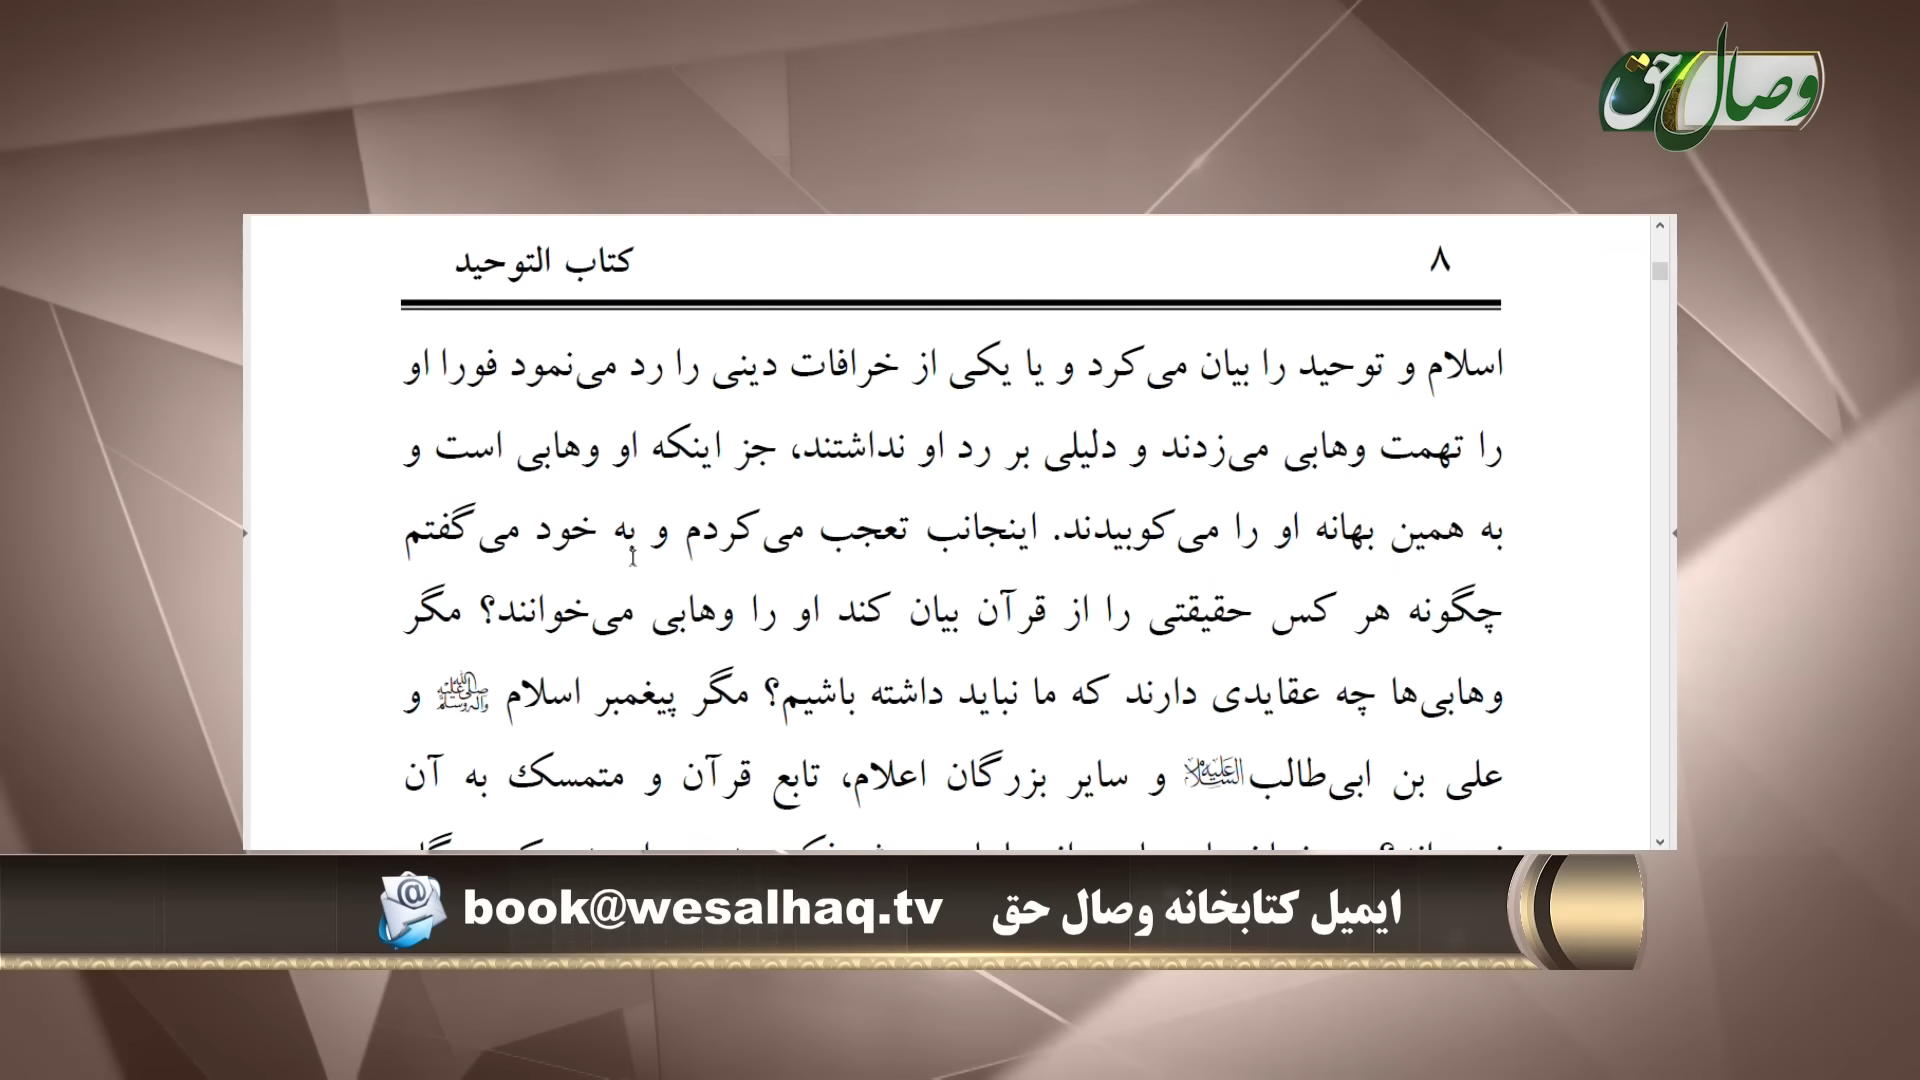 وصال حق
۸ کتاب التوحید
اسلام و توحید را بیان می‌کرد و یا یکی از خرافات دینی را رد می‌نمود فورا او
را تهمت وهابی می‌زدند و دلیلی بر رد او نداشتند، جز اینکه او وهابی است و
به همین بهانه او را می‌کوبیدند. اینجانب تعجب می‌کردم و به خود می‌گفتم
چگونه هر کس حقیقتی را از قرآن بیان کند او را وهابی می‌خوانند؟ مگر
وهابی‌ها چه عقایدی دارند که ما نباید داشته باشیم؟ مگر پیغمبر اسلام صلی الله علیه وآله وسلم و
علی بن ابی‌طالب علیه السلام و سایر بزرگان اعلام، تابع قرآن و متمسک به آن
ایمیل کتابخانه وصال حق book@wesalhaq.tv